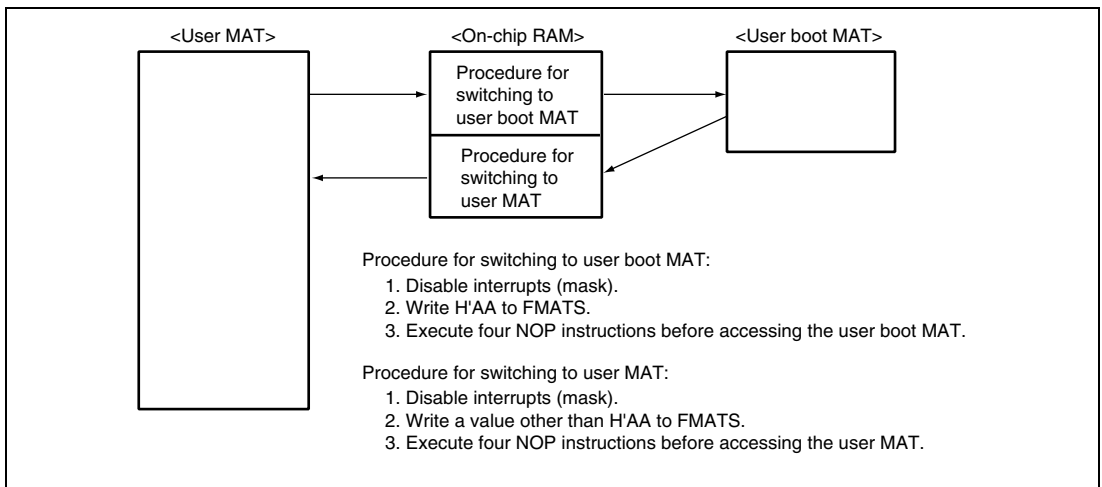 <User MAT>
<On-chip RAM>
<User boot MAT>
Procedure for
switching to
user boot MAT
Procedure for
switching to
user MAT
Procedure for switching to user boot MAT:
1. Disable interrupts (mask).
2. Write H'AA to FMATS.
3. Execute four NOP instructions before accessing the user boot MAT.
Procedure for switching to user MAT:
1. Disable interrupts (mask).
2. Write a value other than H'AA to FMATS.
3. Execute four NOP instructions before accessing the user MAT.